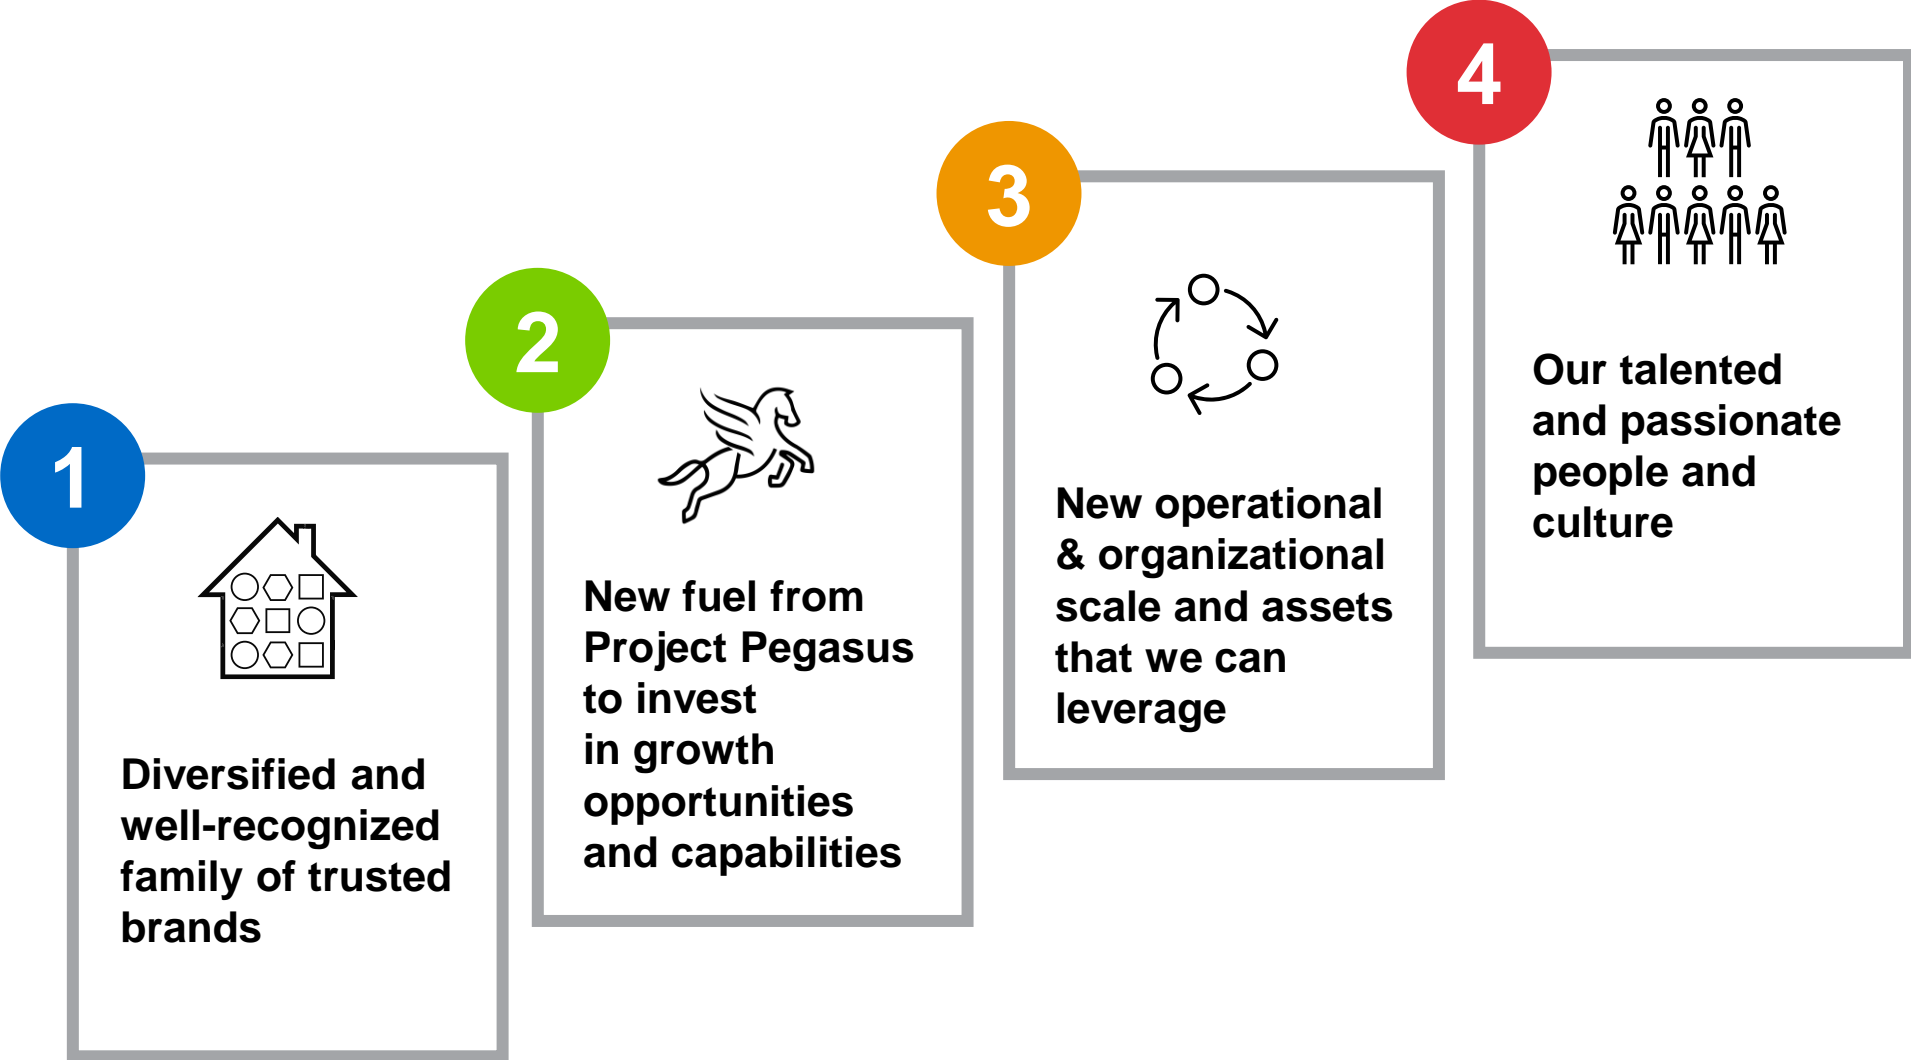 1
Diversified and
well-recognized
family of trusted
brands
2
New fuel from
Project Pegasus
to invest
in growth
opportunities
and capabilities
3
New operational
& organizational
scale and assets
that we can
leverage
4
Our talented
and passionate
people and
culture